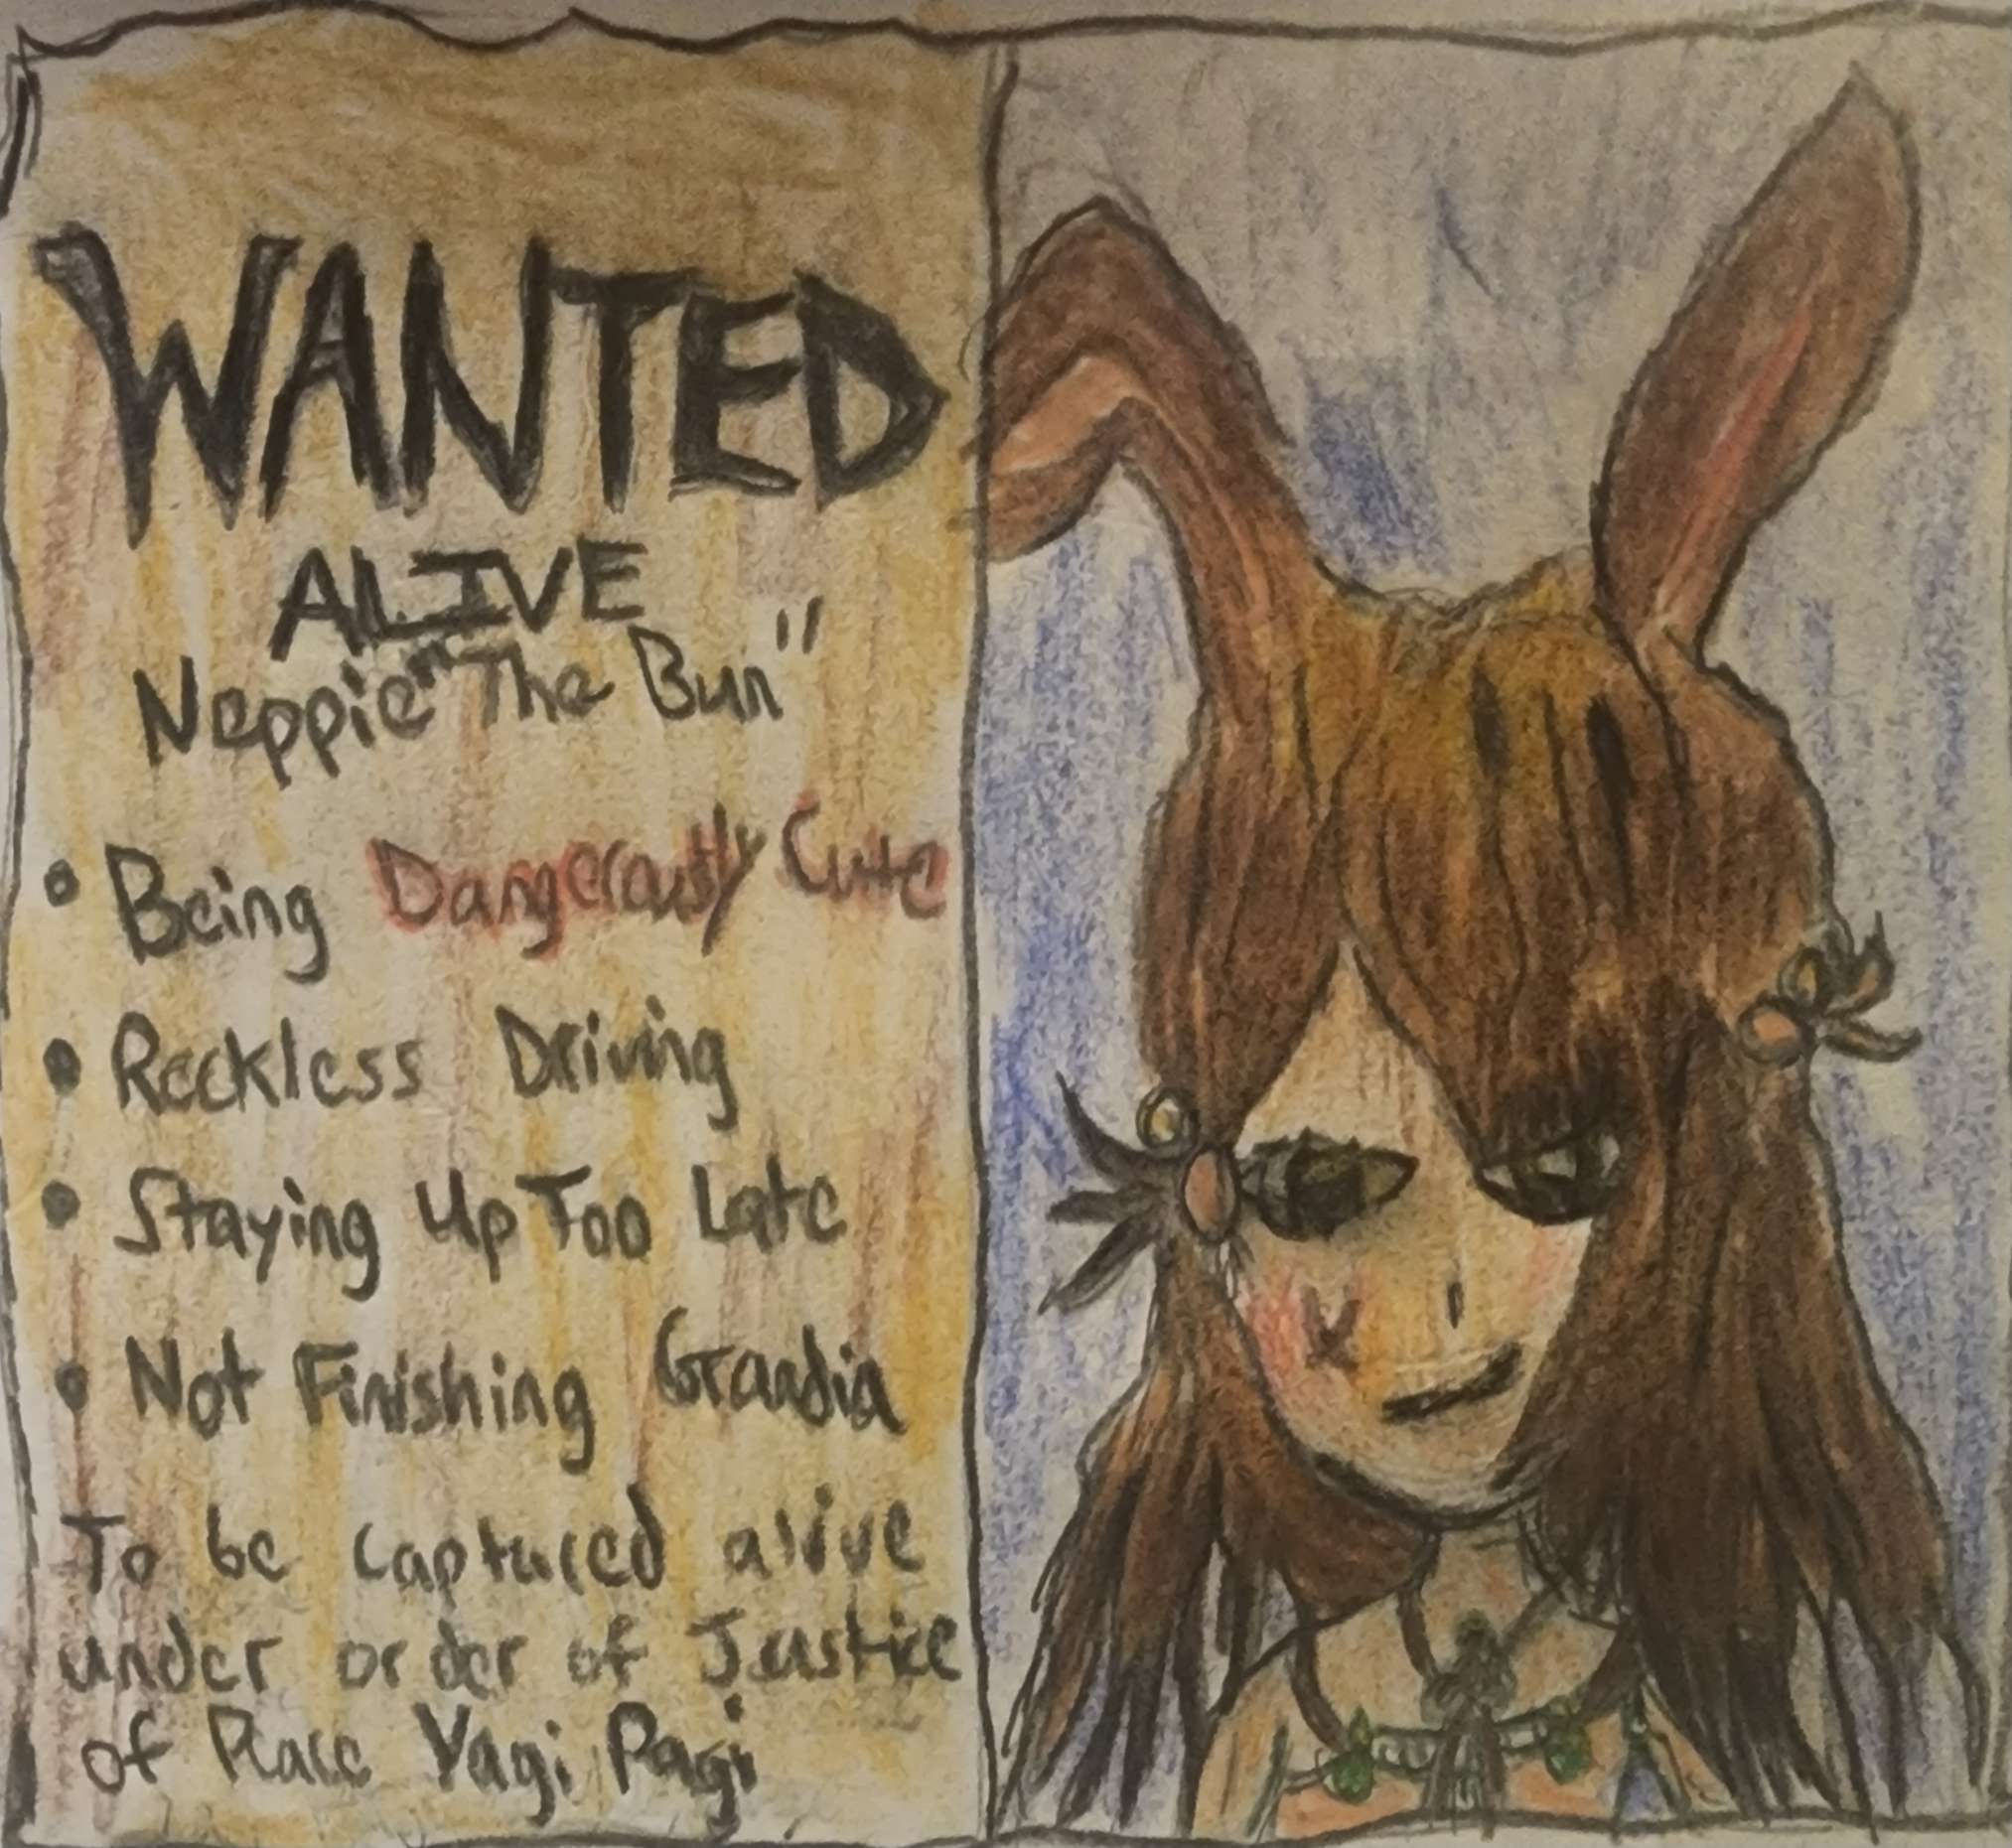 WANTED
ALIVE
Neppie "The Bun"
• Being Dangerously Cute
• Reckless Driving
• Staying Up Too Late
• Not Finishing Grandia
To be captured alive
under order of Justice
of Peace Yagi Pagi